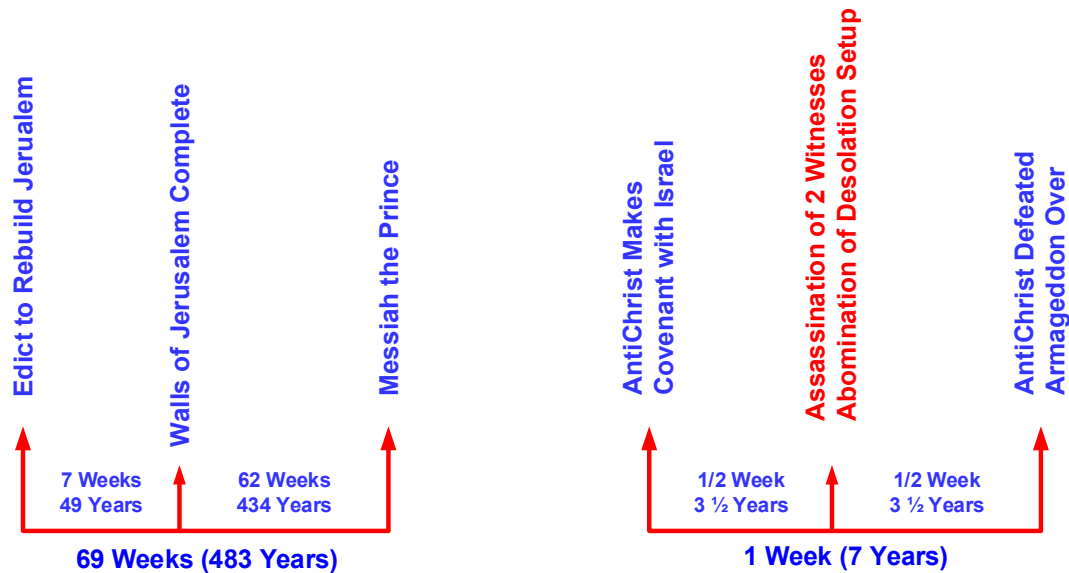 Edict to Rebuild Jerualem
Walls of Jerusalem Complete
Messiah the Prince
7 Weeks
49 Years
62 Weeks
434 Years
69 Weeks (483 Years)
AntiChrist Makes
Covenant with Israel
Assassination of 2 Witnesses
Abomination of Desolation Setup
AntiChrist Defeated
Armageddon Over
1/2 Week
3 ½ Years
1/2 Week
3 ½ Years
1 Week (7 Years)